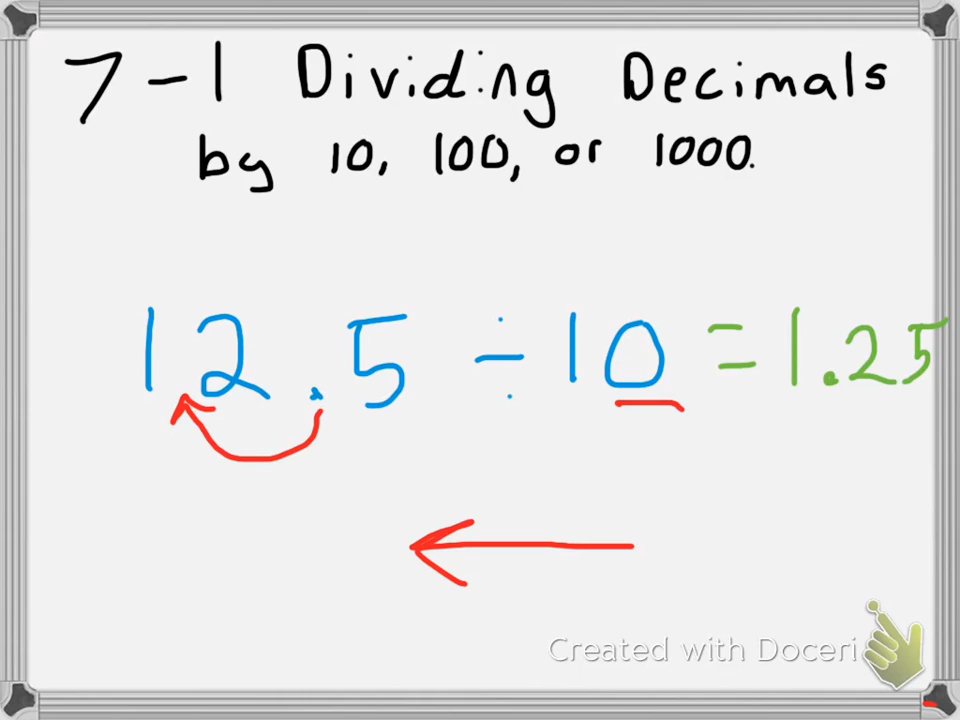 7-1 Dividing Decimals
by 10, 100, or 1000.
12.5 ÷ 10 = 1.25
Created with Doceri